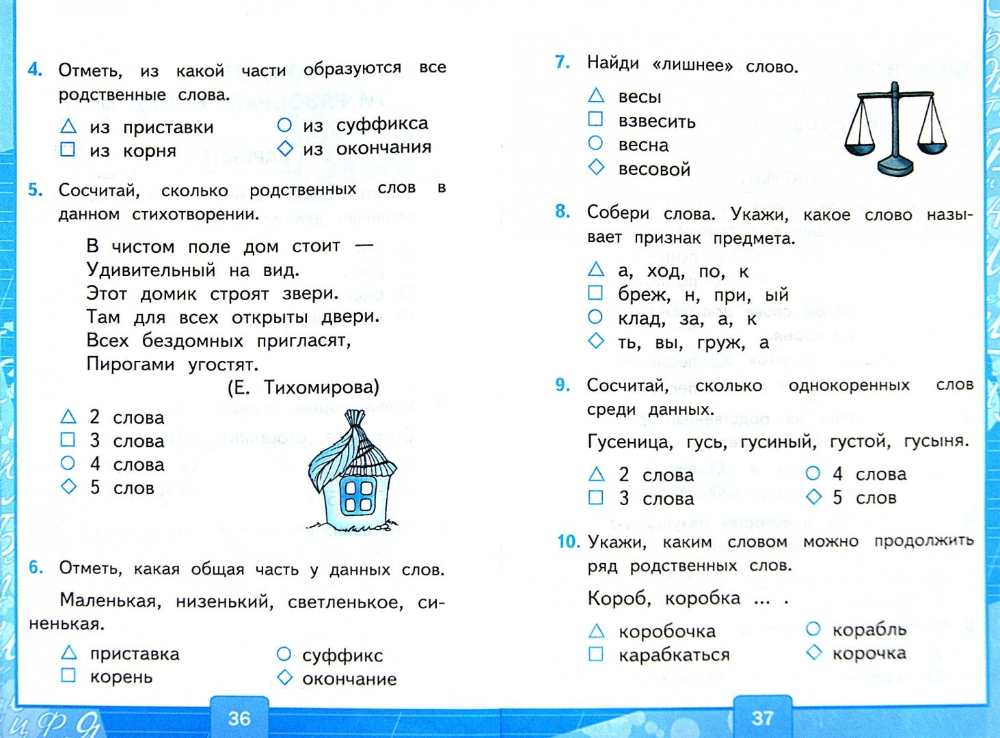 4. Отметь, из какой части образуются все
родственные слова.
из приставки
из корня
из суффикса
из окончания
5. Сосчитай, сколько родственных слов в
данном стихотворении.
В чистом поле дом стоит —
Удивительный на вид.
Этот домик строят звери.
Там для всех открыты двери.
Всех бездомных пригласят,
Пирогами угостят.
(Е. Тихомирова)
2 слова
3 слова
4 слова
5 слов
6. Отметь, какая общая часть у данных слов.
Маленькая, низенький, светленькое, си-
ненькая.
приставка
корень
суффикс
окончание
36
7. Найди «лишнее» слово.
весы
взвесить
весна
весовой
8. Собери слова. Укажи, какое слово назы-
вает признак предмета.
а, ход, по, к
бреж, н, при, ый
клад, за, а, к
ть, вы, груж, а
9. Сосчитай, сколько однокоренных слов
среди данных.
Гусеница, гусь, гусиный, густой, гусыня.
2 слова
3 слова
4 слова
5 слов
10. Укажи, каким словом можно продолжить
ряд родственных слов.
Короб, коробка ... .
коробочка
карабкаться
корабль
корочка
37